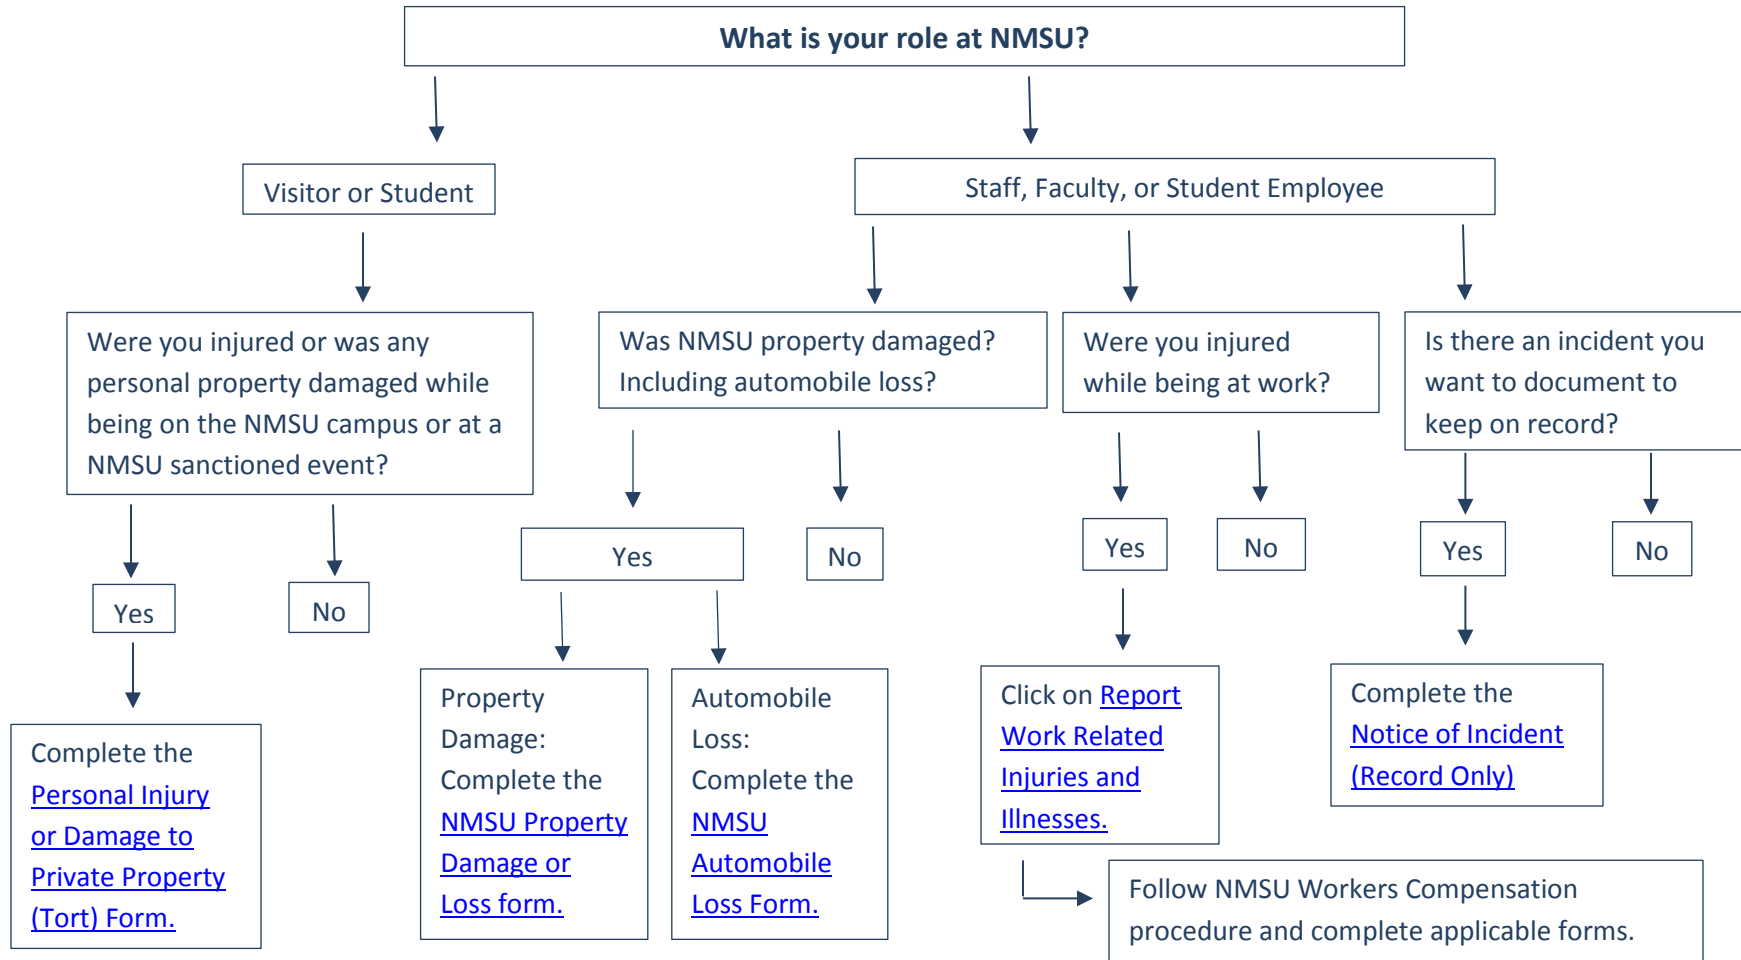 What is your role at NMSU?
Visitor or Student
Staff, Faculty, or Student Employee
Were you injured or was any
personal property damaged while
being on the NMSU campus or at a
NMSU sanctioned event?
Was NMSU property damaged?
Including automobile loss?
Were you injured
while being at work?
Is there an incident you
want to document to
keep on record?
Yes
No
Yes
No
Yes
No
Yes
No
Complete the
Personal Injury
or Damage to
Private Property
(Tort) Form.
Property
Damage:
Complete the
NMSU Property
Damage or
Loss form.
Automobile
Loss:
Complete the
NMSU
Automobile
Loss Form.
Click on Report
Work Related
Injuries and
Illnesses.
Complete the
Notice of Incident
(Record Only)
Follow NMSU Workers Compensation
procedure and complete applicable forms.